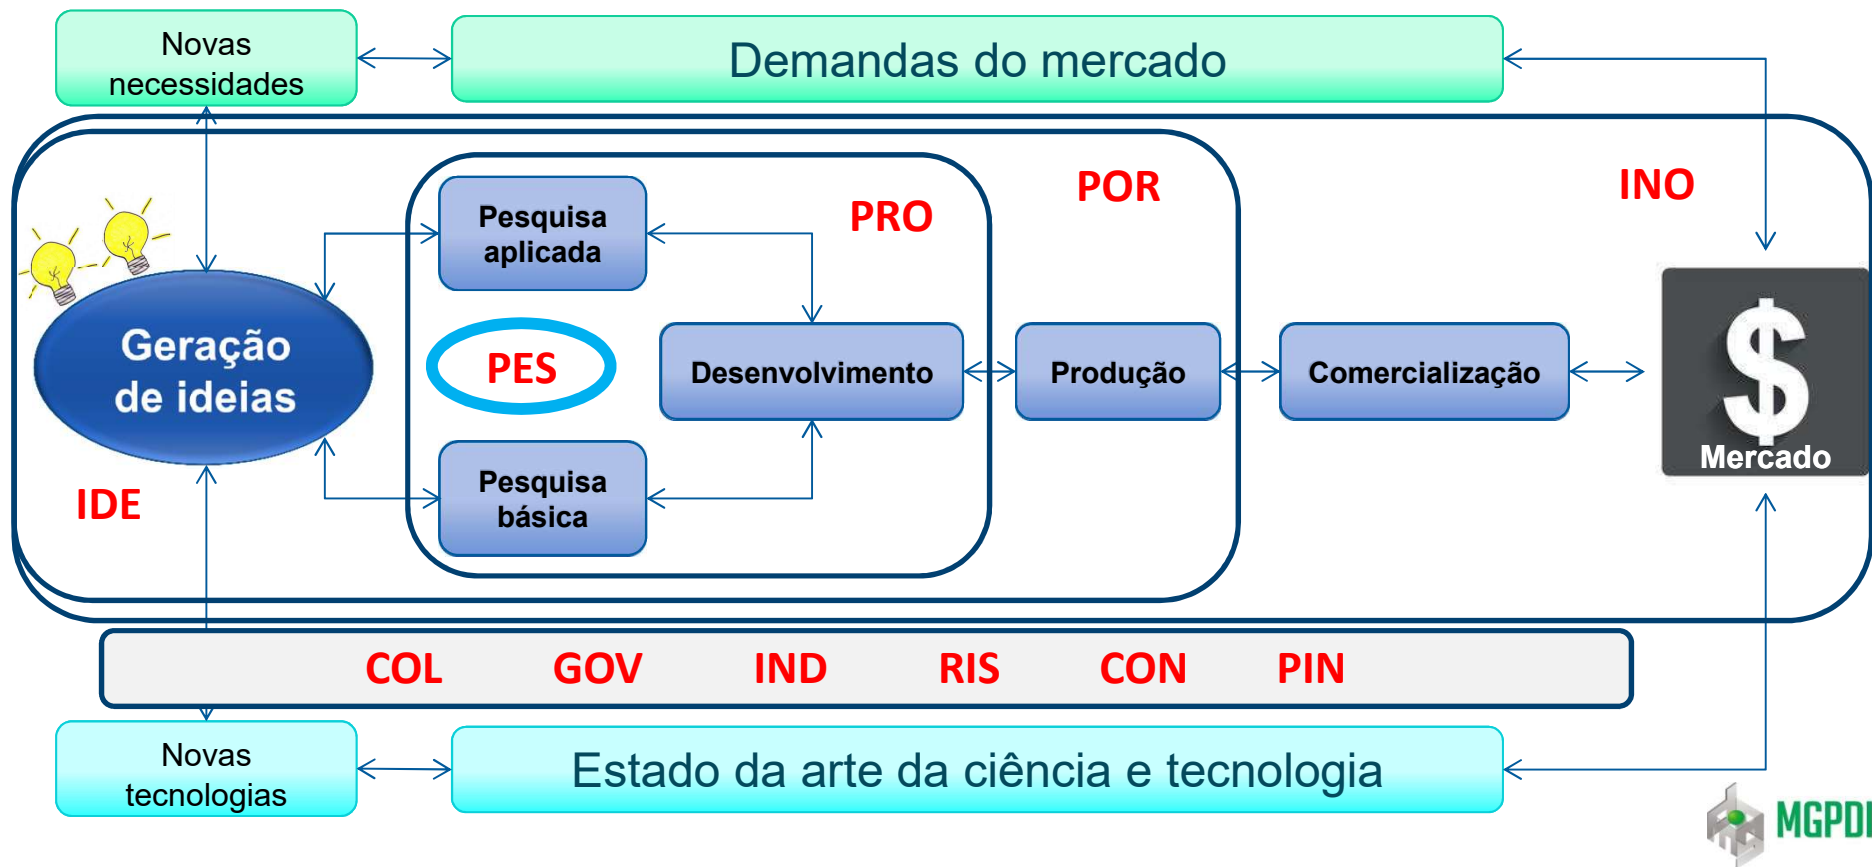 Novas
necessidades
Demandas do mercado
Pesquisa
aplicada
PRO
POR
INO
Geração
de ideias
PES
Desenvolvimento
Produção
Comercialização
$
Mercado
IDE
Pesquisa
básica
COL GOV IND RIS CON PIN
Novas
tecnologias
Estado da arte da ciência e tecnologia
MGPDI